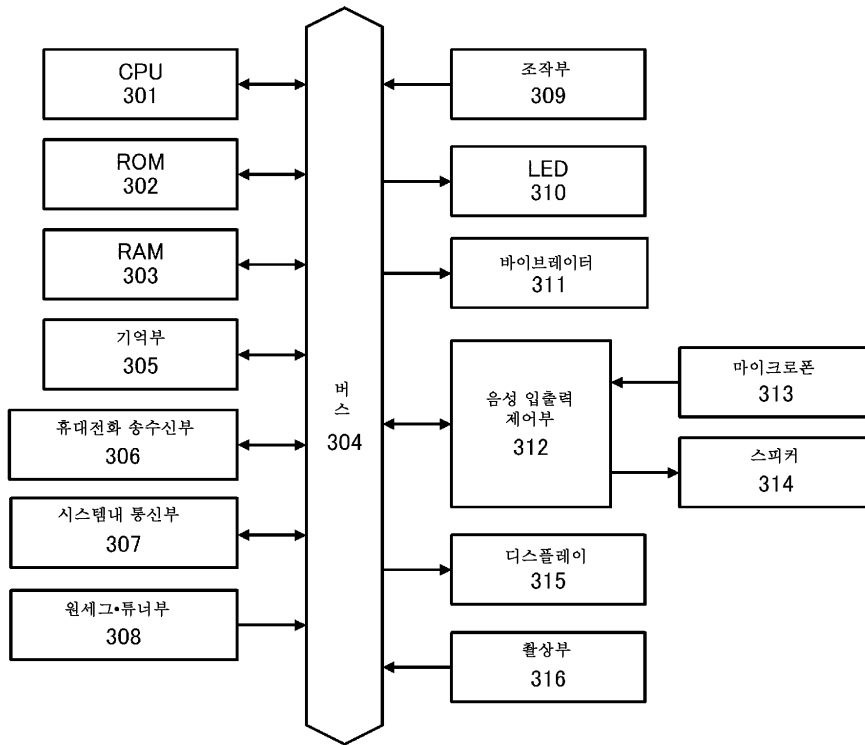 CPU
301
ROM
302
RAM
303
기억부
305
휴대전화 송수신부
306
시스템내 통신부
307
원세그•튜너부
308
버
스
304
조작부
309
LED
310
바이브레이터
311
음성 입출력
제어부
312
마이크로폰
313
스피커
314
디스플레이
315
촬상부
316